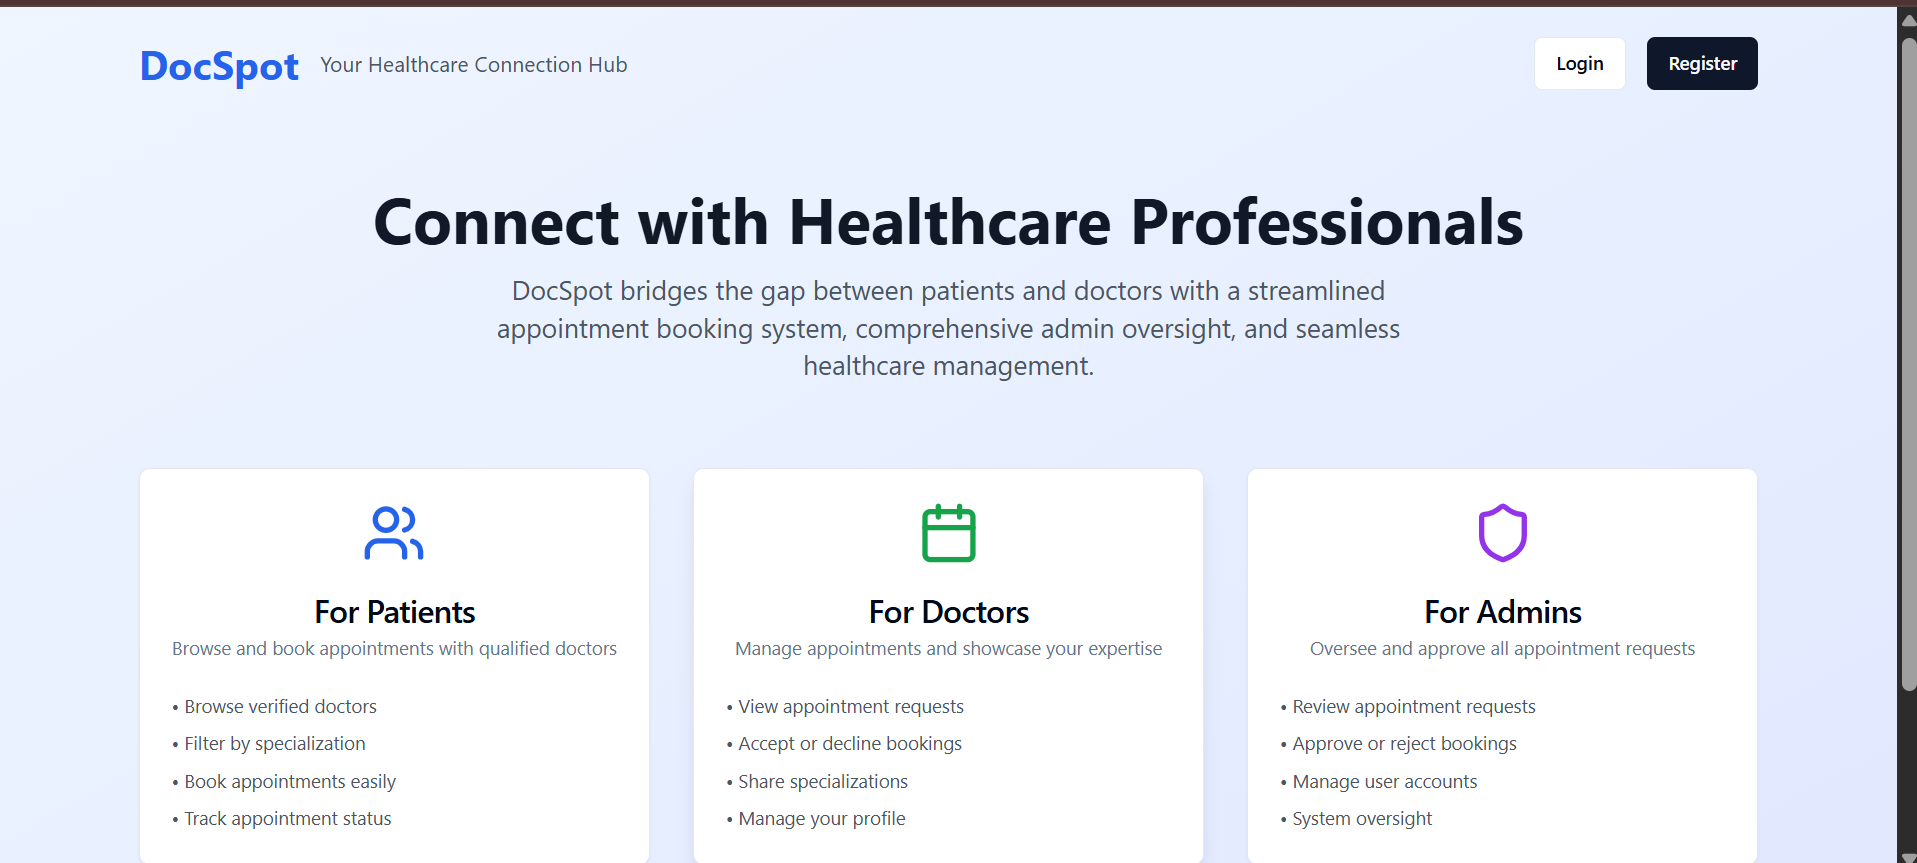 DocSpot Your Healthcare Connection Hub
Login
Register
Connect with Healthcare Professionals
DocSpot bridges the gap between patients and doctors with a streamlined
appointment booking system, comprehensive admin oversight, and seamless
healthcare management.
For Patients
Browse and book appointments with qualified doctors
• Browse verified doctors
• Filter by specialization
• Book appointments easily
• Track appointment status
For Doctors
Manage appointments and showcase your expertise
• View appointment requests
• Accept or decline bookings
• Share specializations
• Manage your profile
For Admins
Oversee and approve all appointment requests
• Review appointment requests
• Approve or reject bookings
• Manage user accounts
• System oversight